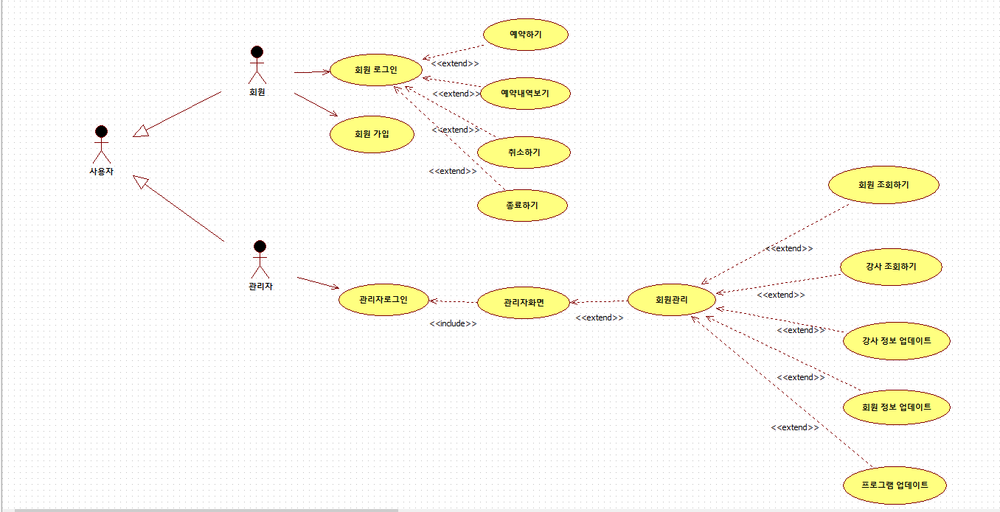 예약하기
회원 로그인
<<extend>>
회원
예약내역보기
<<extend>>
회원 가입
<<extend>>
취소하기
사용자
<<extend>>
종료하기
회원 조회하기
<<extend>>
강사 조회하기
관리자
<<extend>>
관리자로그인
관리자화면
회원관리
<<include>>
<<extend>>
<<extend>>
강사 정보 업데이트
<<extend>>
회원 정보 업데이트
<<extend>>
프로그램 업데이트